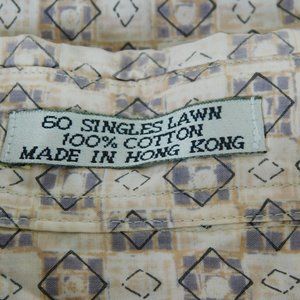 60 SINGLES LAWN
100% COTTON
MADE IN HONG KONG